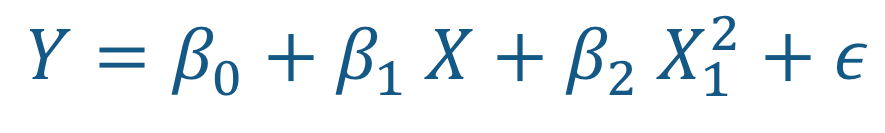 Y = β₀ + β₁ X + β₂ X₁² + ϵ